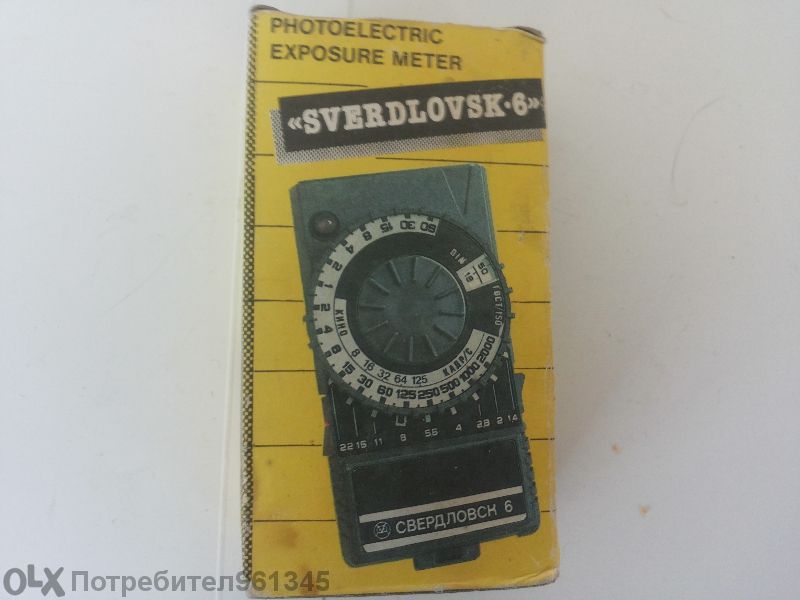 PHOTOELECTRIC
EXPOSURE METER
«SVERDLOVSK·6»
60 30 15 8 4 2 1 2 4 8 15 30 60 125 250 500 1000 2000
DIN 18
50 ГОСТ/ISO
КИНО 8 16 32 64 125 КАДР/С
22 16 11 8 5.6 4 2.8 2 1.4
СВЕРДЛОВСК 6
OLX Потребител961345